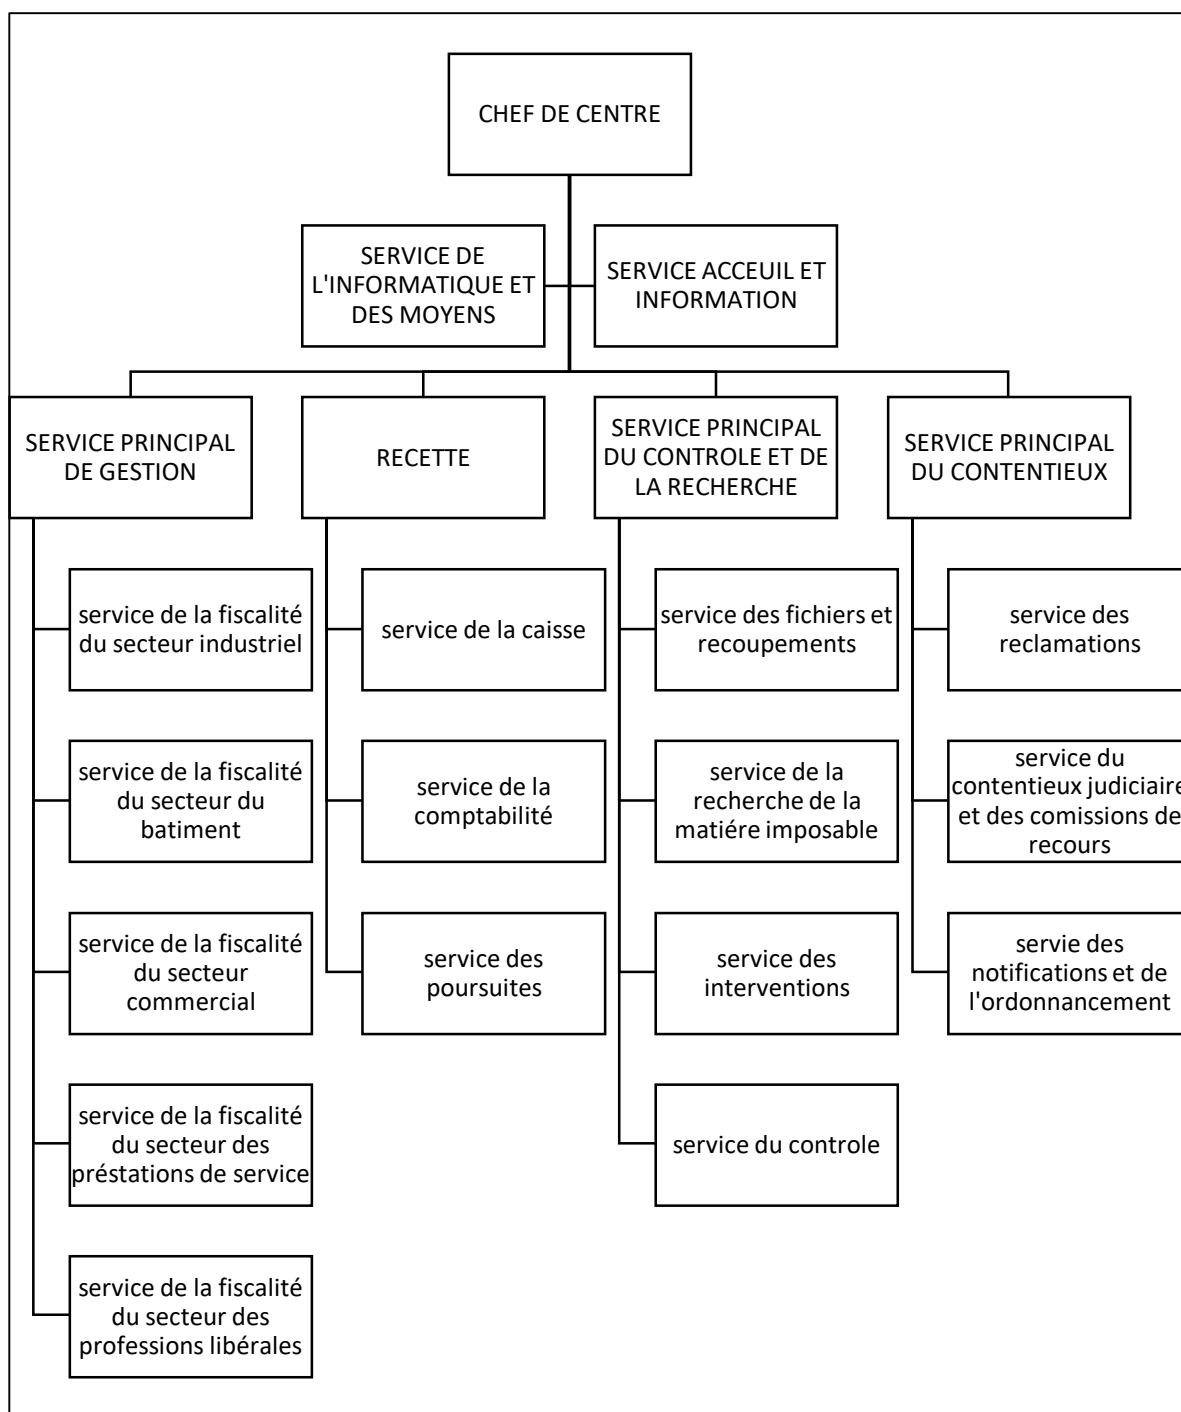 CHEF DE CENTRE
SERVICE DE
L'INFORMATIQUE ET
DES MOYENS
SERVICE ACCEUIL ET
INFORMATION
SERVICE PRINCIPAL
DE GESTION
RECETTE
SERVICE PRINCIPAL
DU CONTROLE ET DE
LA RECHERCHE
SERVICE PRINCIPAL
DU CONTENTIEUX
service de la fiscalité
du secteur industriel
service de la caisse
service des fichiers et
recoupements
service des
reclamations
service de la fiscalité
du secteur du
batiment
service de la
comptabilité
service de la
recherche de la
matiére imposable
service du
contentieux judiciaire
et des comissions de
recours
service de la fiscalité
du secteur
commercial
service des
poursuites
service des
interventions
servie des
notifications et de
l'ordonnancement
service de la fiscalité
du secteur des
préstations de service
service du controle
service de la fiscalité
du secteur des
professions libérales